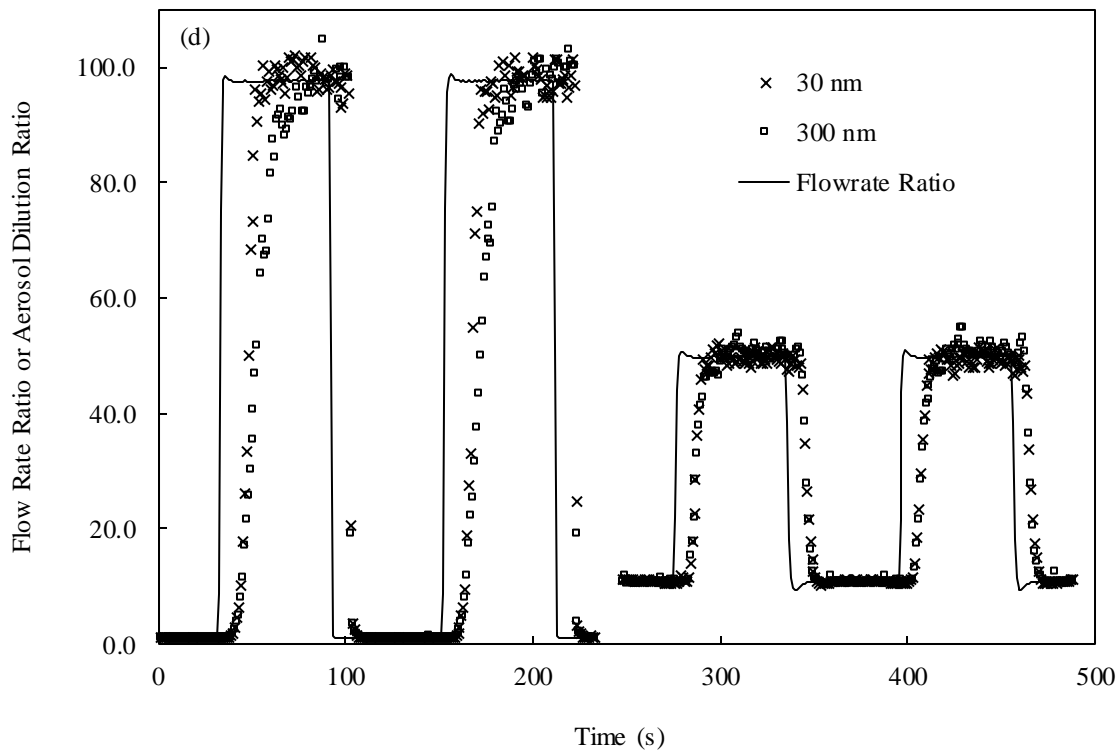 (d)
Flow Rate Ratio or Aerosol Dilution Ratio
100.0
80.0
60.0
40.0
20.0
0.0
30 nm
300 nm
Flowrate Ratio
0 100 200 300 400 500
Time (s)